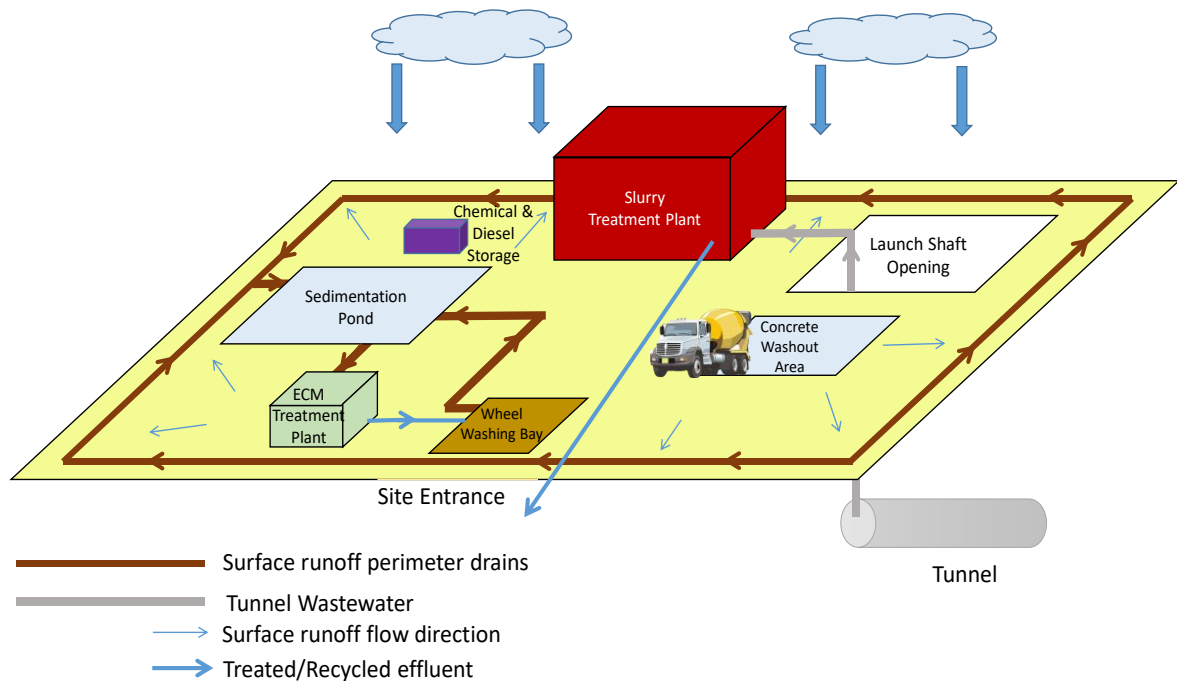 Slurry
Treatment Plant
Chemical &
Diesel
Storage
Launch Shaft
Opening
Sedimentation
Pond
Concrete
Washout
Area
ECM
Treatment
Plant
Wheel
Washing Bay
Site Entrance
Tunnel
Surface runoff perimeter drains
Tunnel Wastewater
Surface runoff flow direction
Treated/Recycled effluent